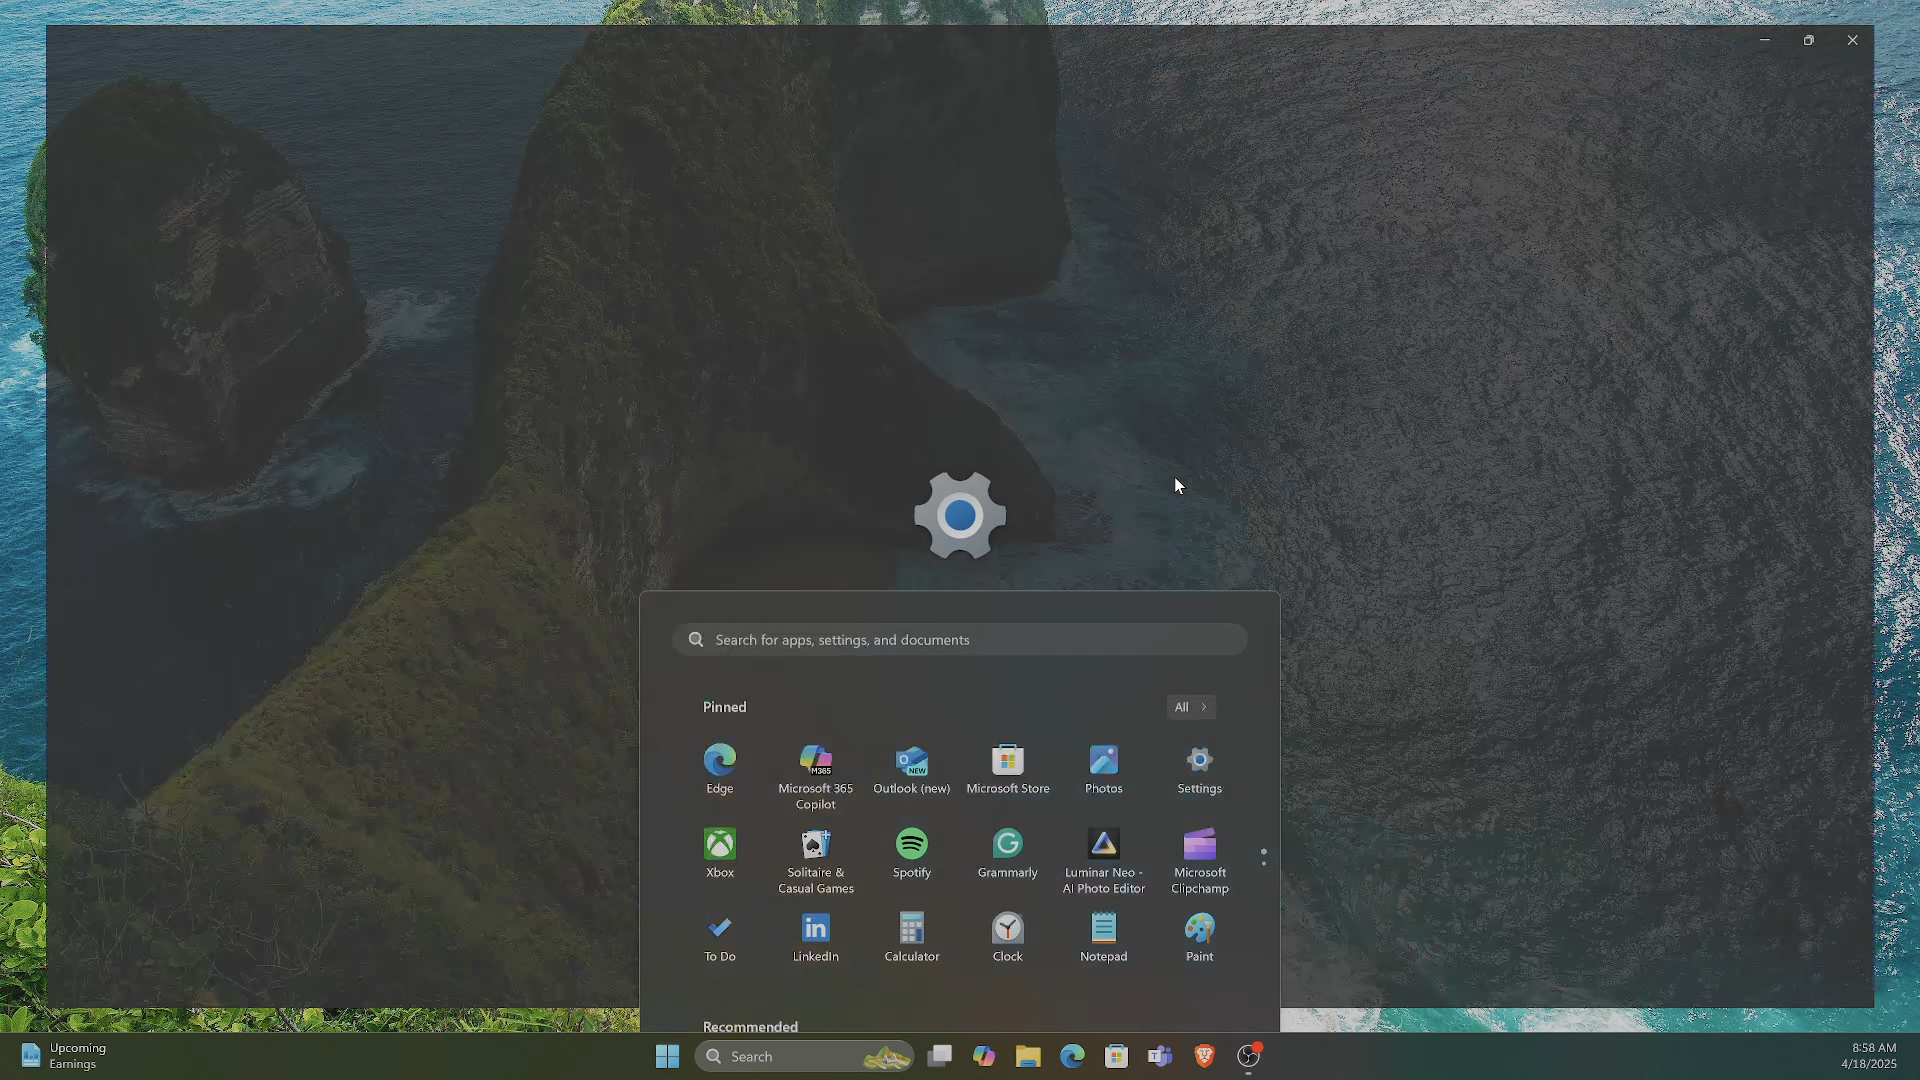 Search for apps, settings, and documents
Pinned
All
Edge
Microsoft 365
Copilot
Outlook (new)
Microsoft Store
Photos
Settings
Xbox
Solitaire &
Casual Games
Spotify
Grammarly
Luminar Neo -
AI Photo Editor
Microsoft
Clipchamp
To Do
LinkedIn
Calculator
Clock
Notepad
Paint
Recommended
Upcoming
Earnings
Search
8:58 AM
4/18/2025
M365
NEW